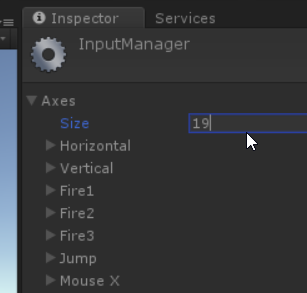 Inspector Services
InputManager
Axes
Size 19
Horizontal
Vertical
Fire1
Fire2
Fire3
Jump
Mouse X